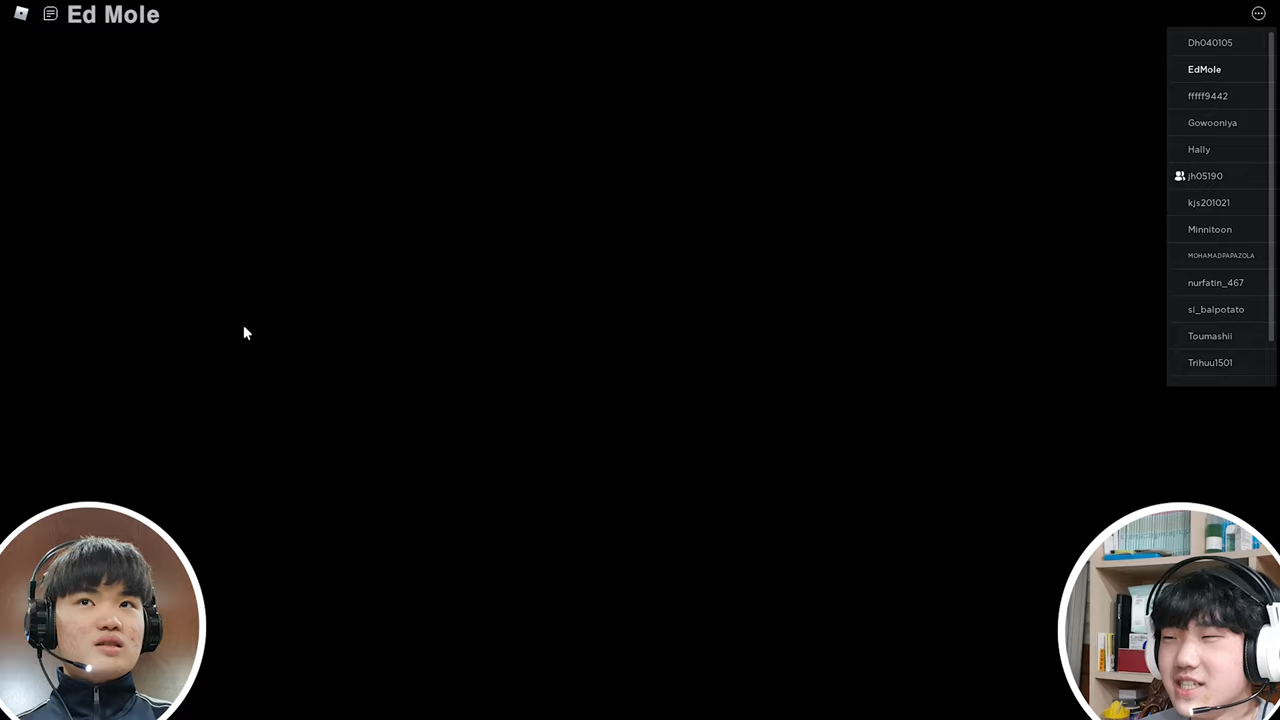 Ed Mole
Dh040105
EdMole
fffff9442
Gowooniya
Hally
jh05190
kjs201021
Minnitoon
MOHAMADPAPAZOLA
nurfatin_467
si_balpotato
Toumashii
Trihuu1501